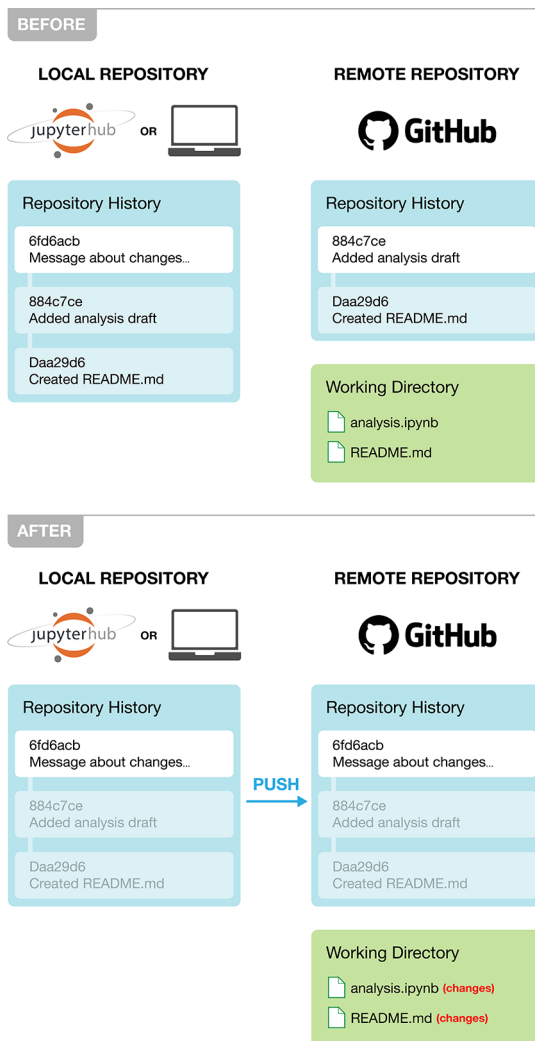 BEFORE
LOCAL REPOSITORY
jupyterhub OR
Repository History
6fd6acb
Message about changes...
884c7ce
Added analysis draft
Daa29d6
Created README.md
REMOTE REPOSITORY
GitHub
Repository History
884c7ce
Added analysis draft
Daa29d6
Created README.md
Working Directory
analysis.ipynb
README.md
AFTER
LOCAL REPOSITORY
jupyterhub OR
Repository History
6fd6acb
Message about changes...
884c7ce
Added analysis draft
Daa29d6
Created README.md
PUSH
REMOTE REPOSITORY
GitHub
Repository History
6fd6acb
Message about changes...
884c7ce
Added analysis draft
Daa29d6
Created README.md
Working Directory
analysis.ipynb (changes)
README.md (changes)